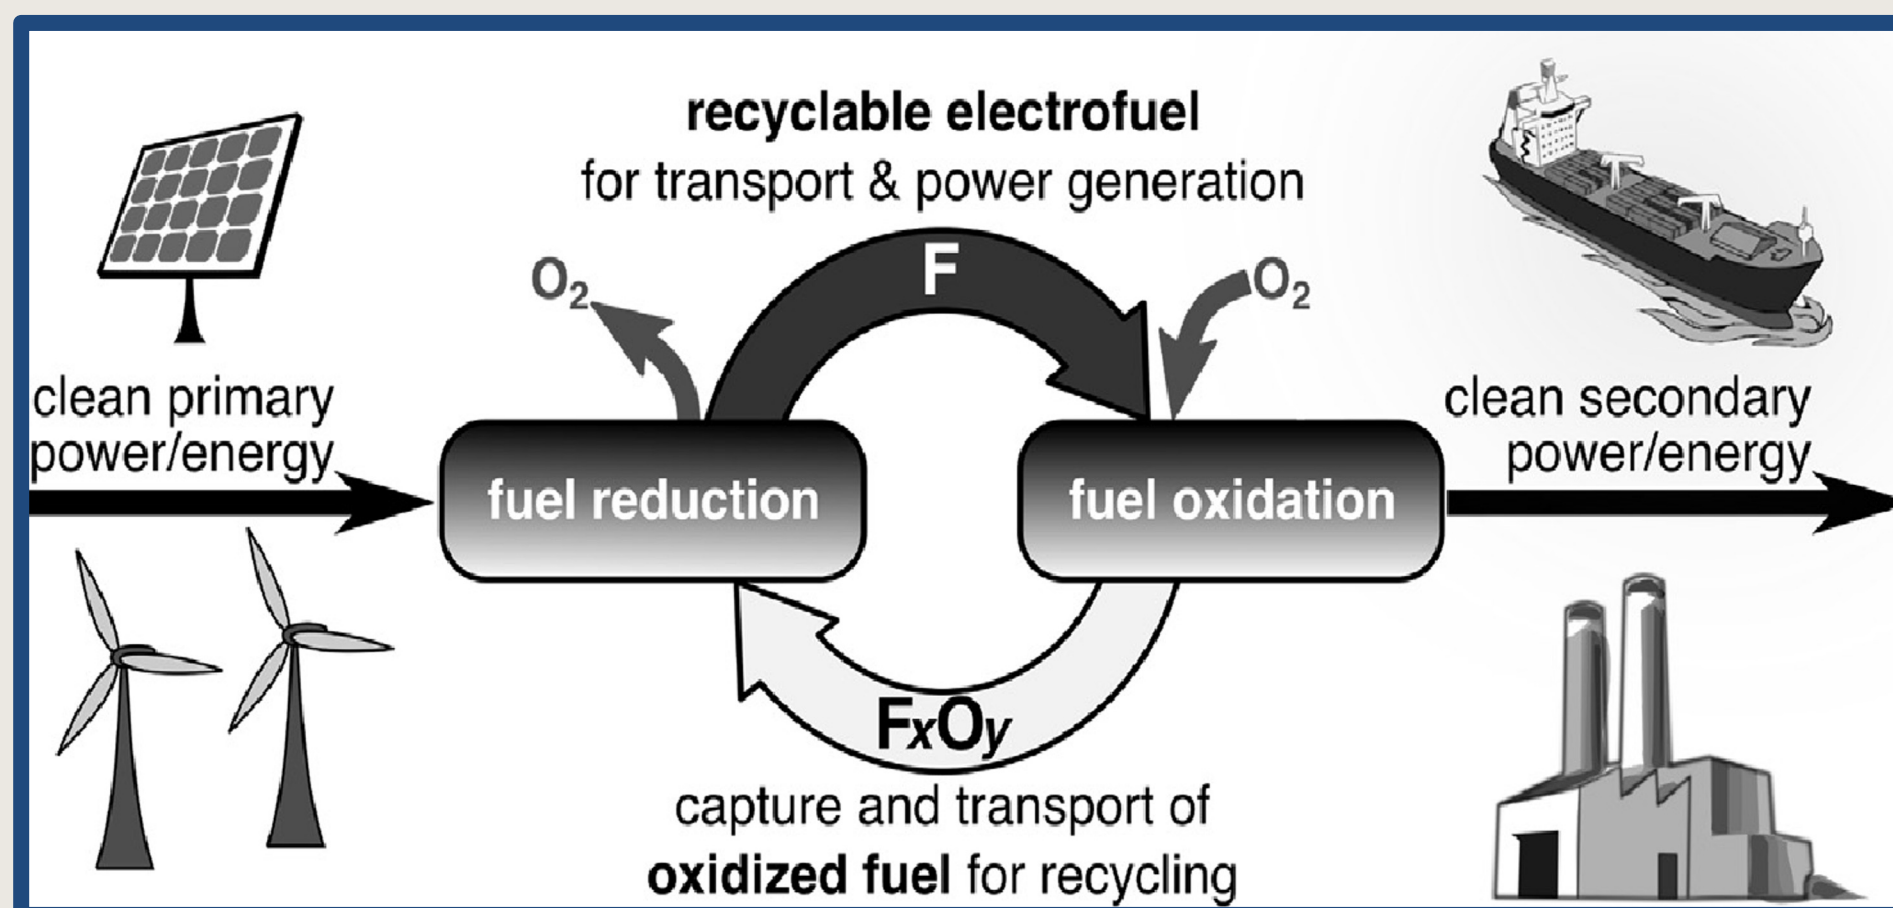 recyclable electrofuel
for transport & power generation
F
O₂
O₂
clean primary
power/energy
clean secondary
power/energy
fuel reduction
fuel oxidation
FxOy
capture and transport of
oxidized fuel for recycling